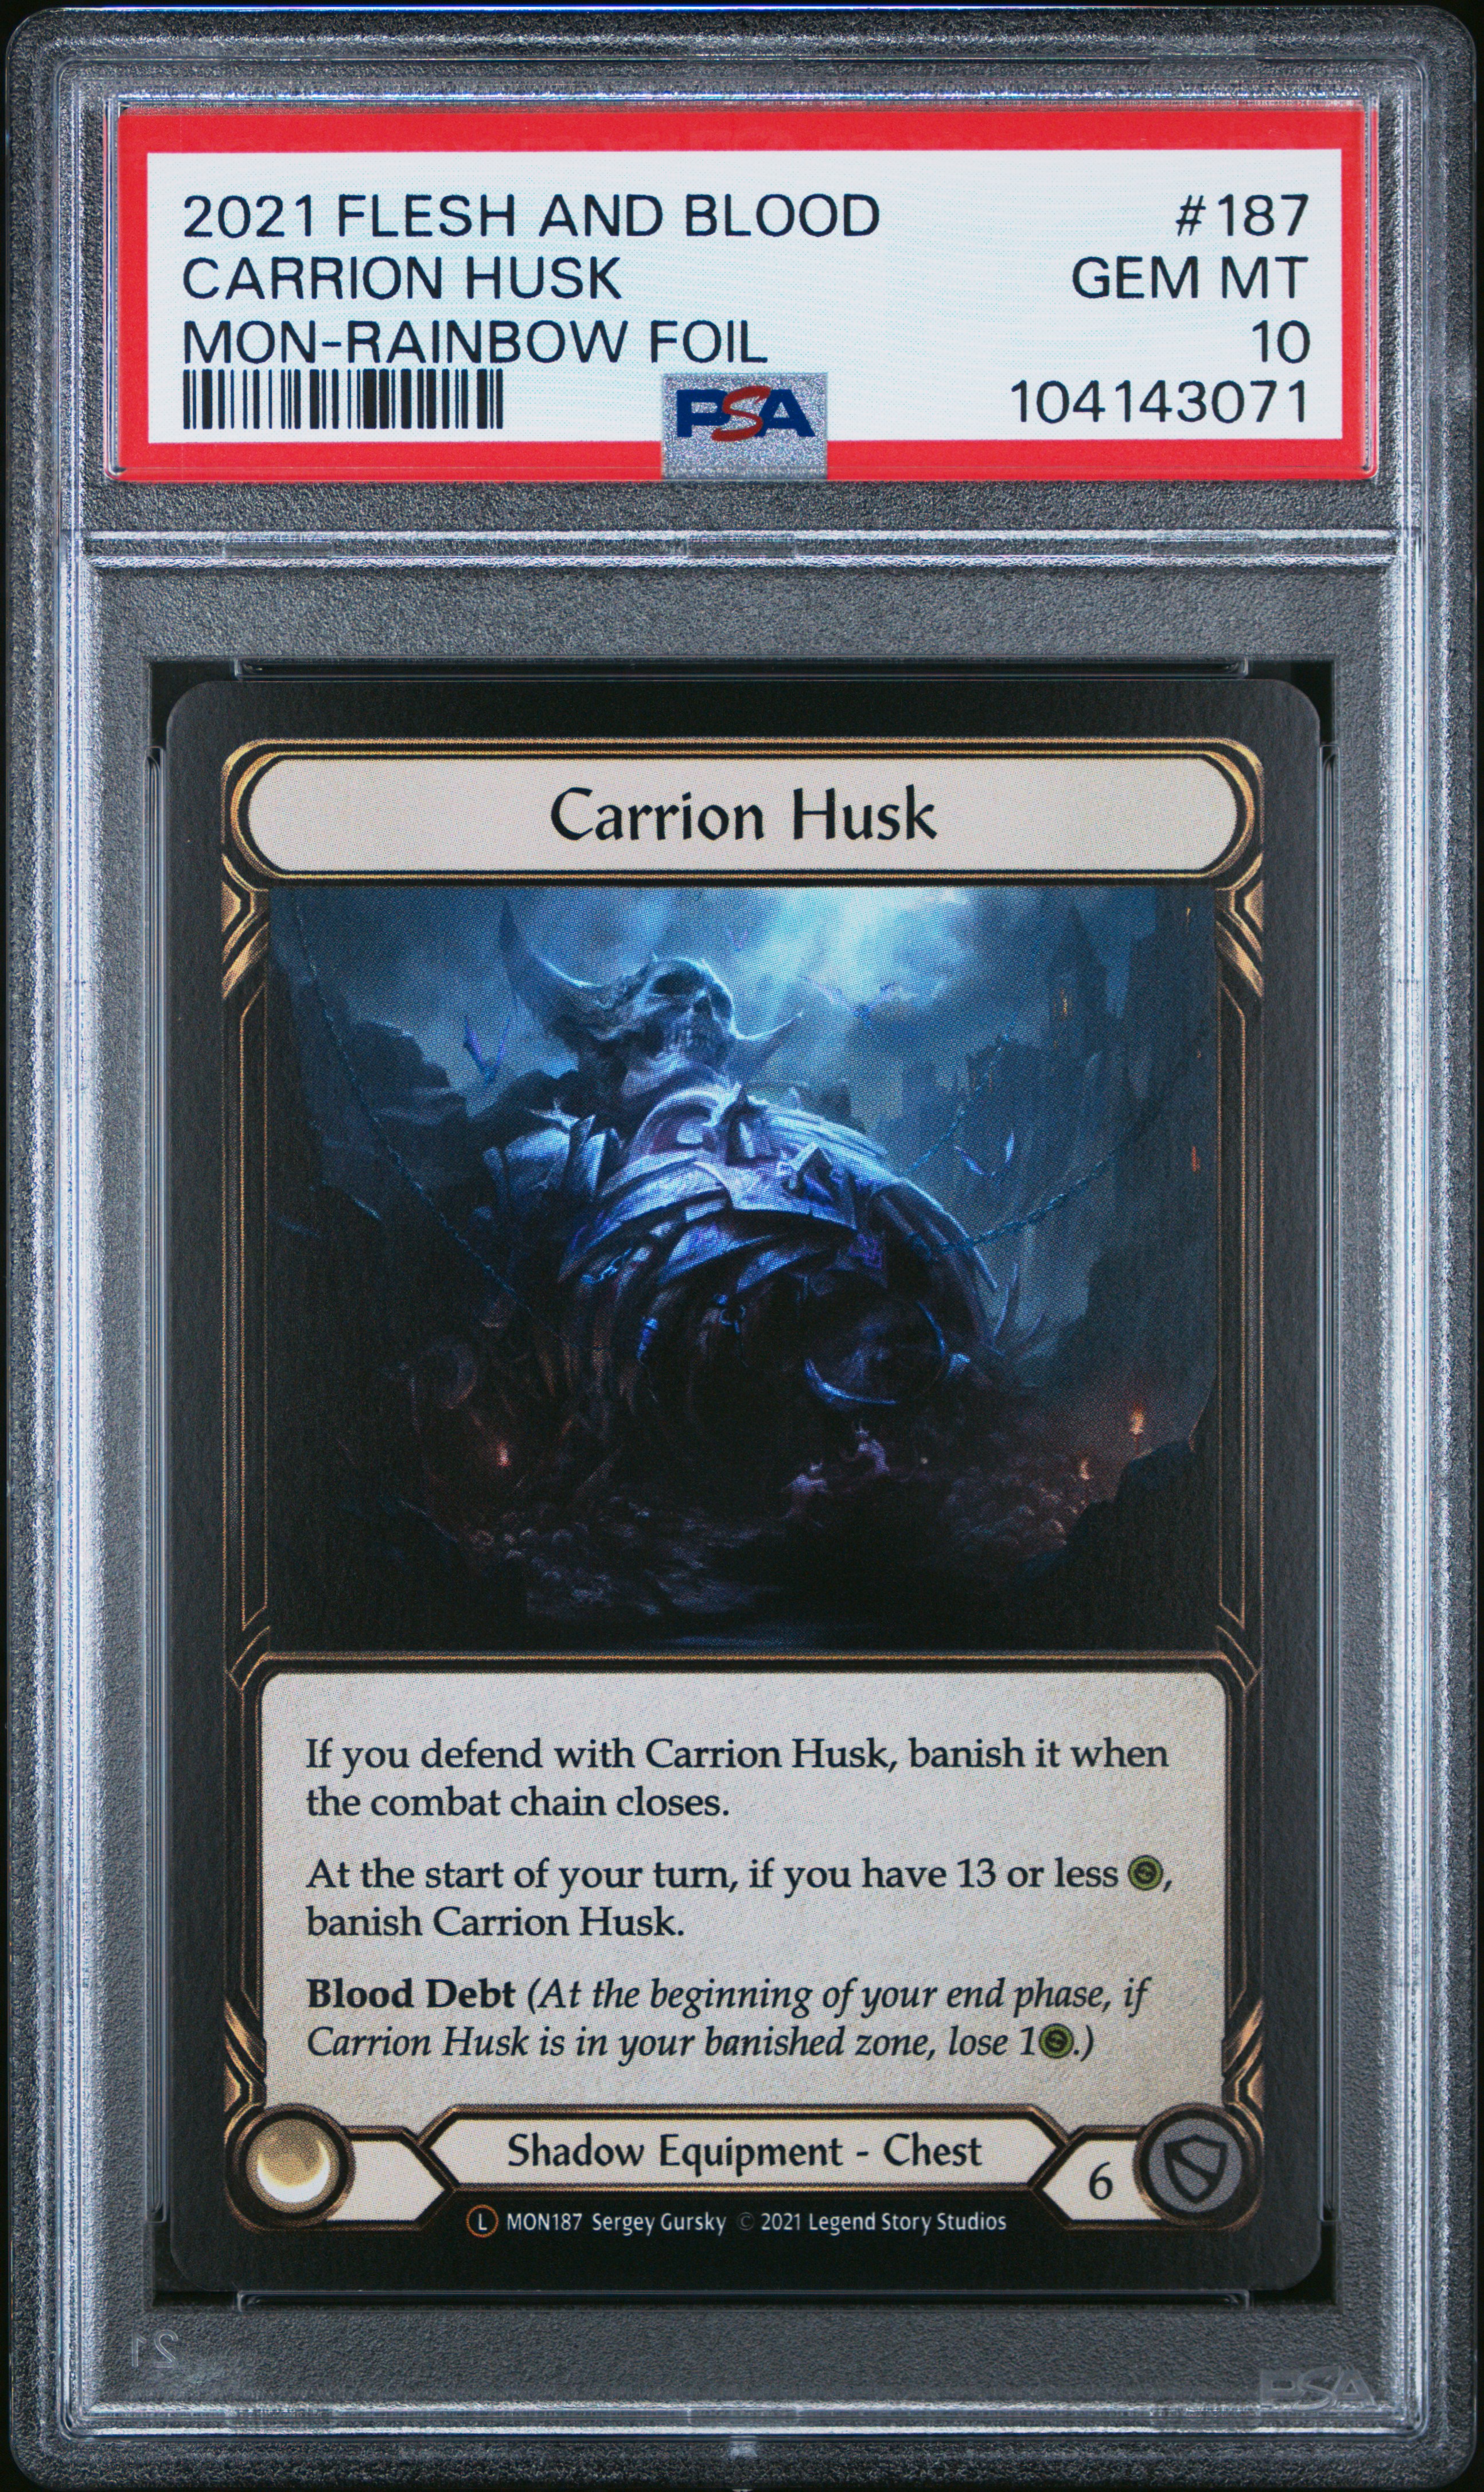 2021 FLESH AND BLOOD #187
CARRION HUSK GEM MT
MON-RAINBOW FOIL 10
PSA 104143071
Carrion Husk
If you defend with Carrion Husk, banish it when
the combat chain closes.
At the start of your turn, if you have 13 or less ,
banish Carrion Husk.
Blood Debt (At the beginning of your end phase, if
Carrion Husk is in your banished zone, lose 1.)
Shadow Equipment - Chest
6
L MON187 Sergey Gursky © 2021 Legend Story Studios
21
PSA